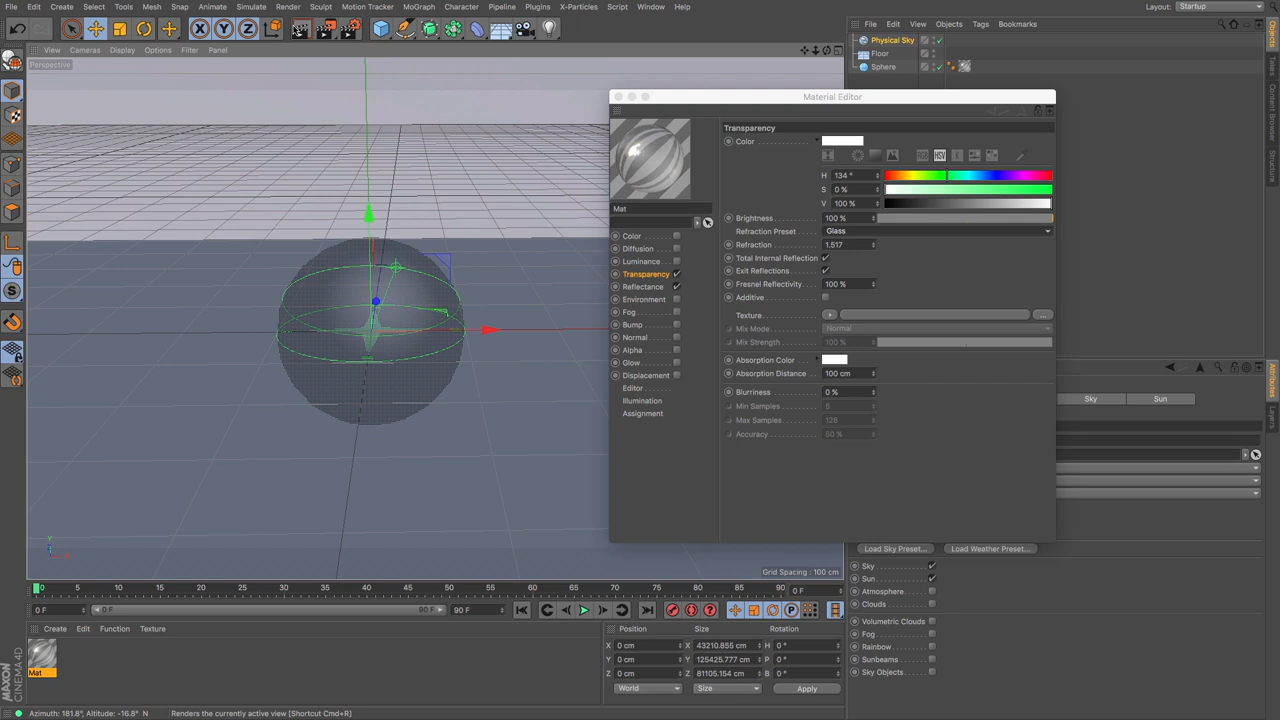 File Edit Create Select Tools Mesh Snap Animate Simulate Render Sculpt Motion Tracker MoGraph Character Pipeline Plugins X-Particles Script Window Help
Layout: Startup
X Y Z
File Edit View Objects Tags Bookmarks
View Cameras Display Options Filter Panel
Perspective
Physical Sky
Floor
Sphere
Objects
Takes
Content Browser
Structure
Material Editor
Mat
Color
Diffusion
Luminance
Transparency
Reflectance
Environment
Fog
Bump
Normal
Alpha
Glow
Displacement
Editor
Illumination
Assignment
Transparency
Color
RGB HSV
H 134 °
S 0 %
V 100 %
Brightness 100 %
Refraction Preset Glass
Refraction 1.517
Total Internal Reflection
Exit Reflections
Fresnel Reflectivity 100 %
Additive
Texture ...
Mix Mode Normal
Mix Strength 100 %
Absorption Color
Absorption Distance 100 cm
Blurriness 0 %
Min Samples 5
Max Samples 128
Accuracy 50 %
Attributes
Layers
Sky Sun
Load Sky Preset... Load Weather Preset...
Sky
Sun
Atmosphere
Clouds
Volumetric Clouds
Fog
Rainbow
Sunbeams
Sky Objects
Y
Grid Spacing : 100 cm
0 5 10 15 20 25 30 35 40 45 50 55 60 65 70 75 80 85 90 0 F
0 F 0 F 90 F 90 F
P
Create Edit Function Texture
Mat
Position Size Rotation
X 0 cm X 43210.855 cm H 0 °
Y 0 cm Y 125425.777 cm P 0 °
Z 0 cm Z 81105.154 cm B 0 °
World Size Apply
MAXON
CINEMA 4D
Azimuth: 181.8°, Altitude: -16.8° N Renders the currently active view [Shortcut Cmd+R]